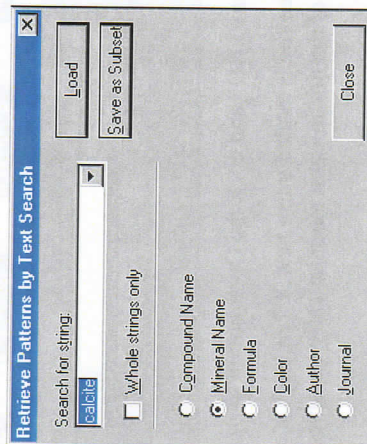 Retrieve Patterns by Text Search
Search for string:
calcite
Load
Save as Subset
Whole strings only
Compound Name
Mineral Name
Formula
Color
Author
Journal
Close